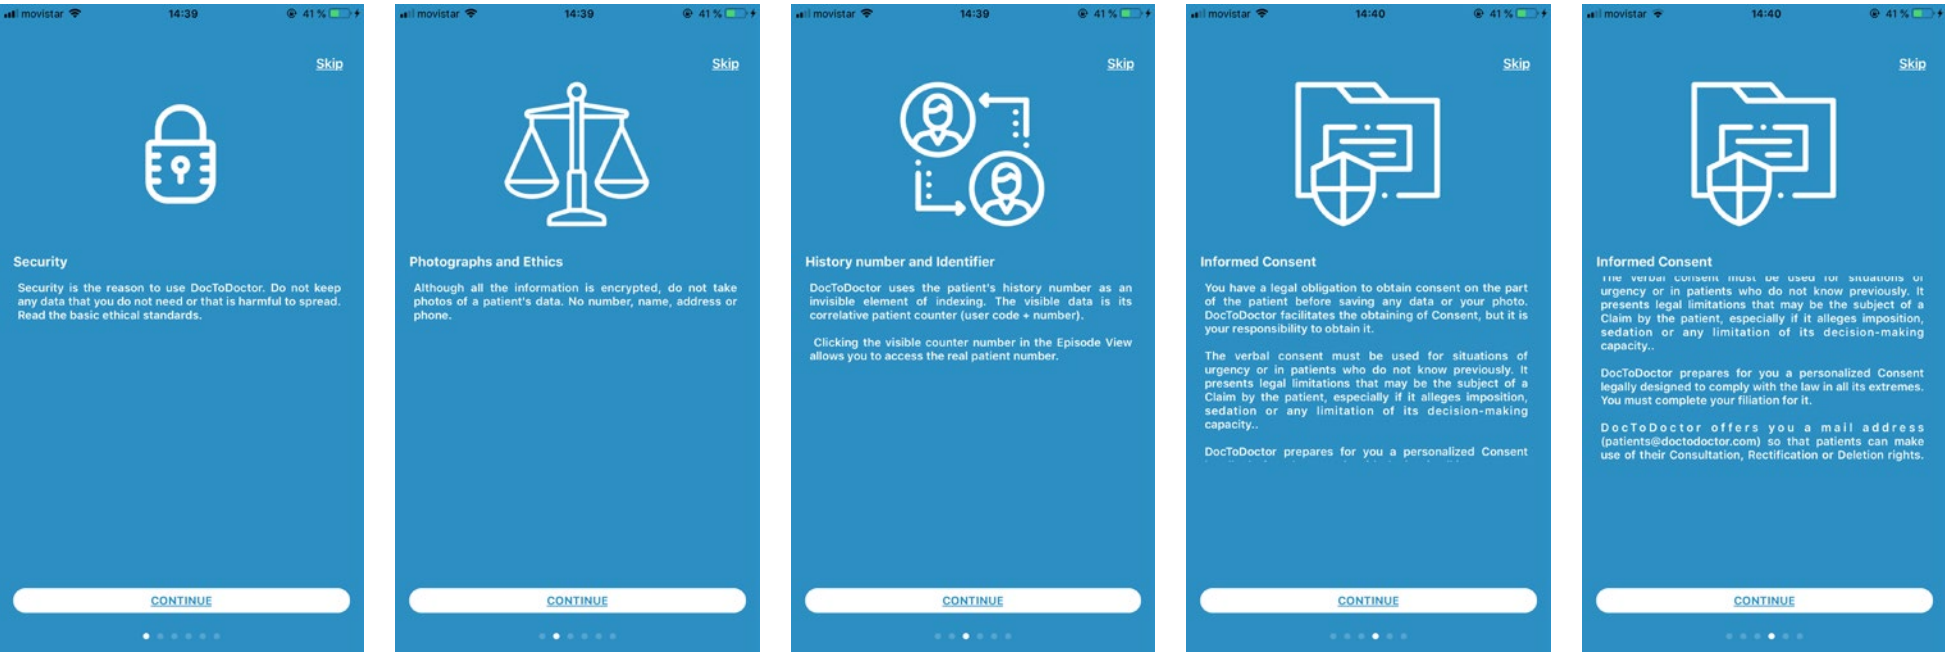 movistar 14:39 41 %
Skip
Security
Security is the reason to use DocToDoctor. Do not keep
any data that you do not need or that is harmful to spread.
Read the basic ethical standards.
CONTINUE
movistar 14:39 41 %
Skip
Photographs and Ethics
Although all the information is encrypted, do not take
photos of a patient's data. No number, name, address or
phone.
CONTINUE
movistar 14:39 41 %
Skip
History number and Identifier
DocToDoctor uses the patient's history number as an
invisible element of indexing. The visible data is its
correlative patient counter (user code + number).
Clicking the visible counter number in the Episode View
allows you to access the real patient number.
CONTINUE
movistar 14:40 41 %
Skip
Informed Consent
You have a legal obligation to obtain consent on the part
of the patient before saving any data or your photo.
DocToDoctor facilitates the obtaining of Consent, but it is
your responsibility to obtain it.
The verbal consent must be used for situations of
urgency or in patients who do not know previously. It
presents legal limitations that may be the subject of a
Claim by the patient, especially if it alleges imposition,
sedation or any limitation of its decision-making
capacity..
DocToDoctor prepares for you a personalized Consent
CONTINUE
movistar 14:40 41 %
Skip
Informed Consent
The verbal consent must be used for situations of
urgency or in patients who do not know previously. It
presents legal limitations that may be the subject of a
Claim by the patient, especially if it alleges imposition,
sedation or any limitation of its decision-making
capacity..
DocToDoctor prepares for you a personalized Consent
legally designed to comply with the law in all its extremes.
You must complete your filiation for it.
DocToDoctor offers you a mail address
(patients@doctodoctor.com) so that patients can make
use of their Consultation, Rectification or Deletion rights.
CONTINUE